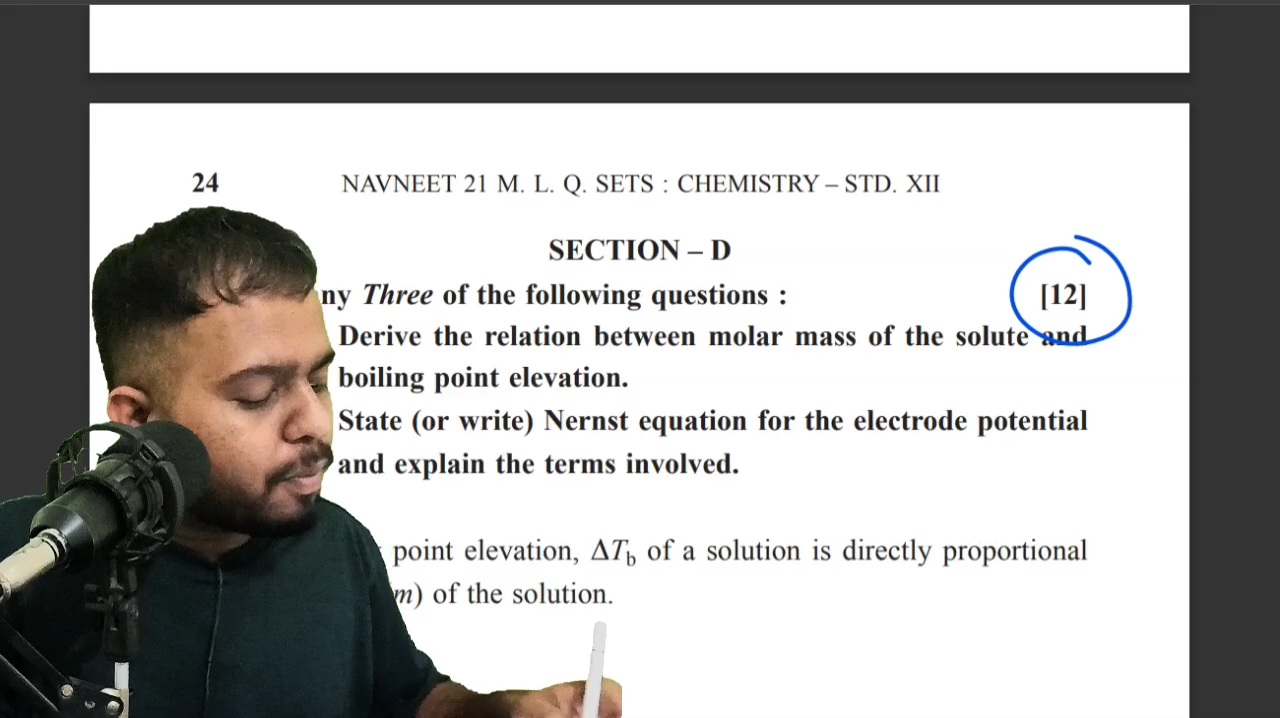 24 NAVNEET 21 M. L. Q. SETS : CHEMISTRY – STD. XII
SECTION – D
Three of the following questions : [12]
Derive the relation between molar mass of the solute and
boiling point elevation.
State (or write) Nernst equation for the electrode potential
and explain the terms involved.
point elevation, ΔT_b of a solution is directly proportional
m) of the solution.